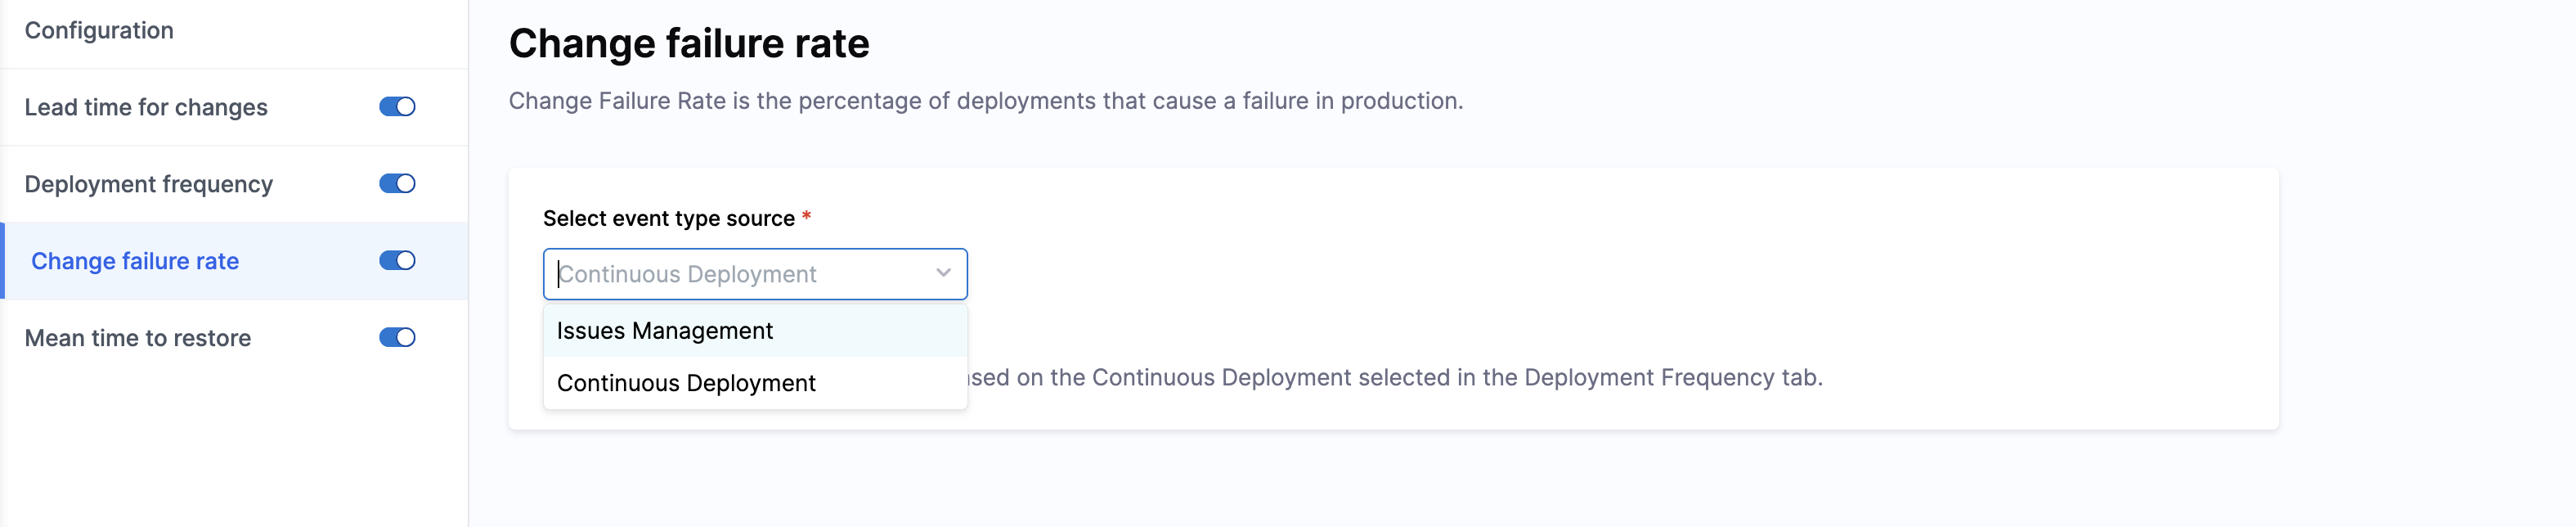 Configuration
Lead time for changes
Deployment frequency
Change failure rate
Mean time to restore
Change failure rate
Change Failure Rate is the percentage of deployments that cause a failure in production.
Select event type source *
Continuous Deployment
Issues Management
Continuous Deployment
on the Continuous Deployment selected in the Deployment Frequency tab.